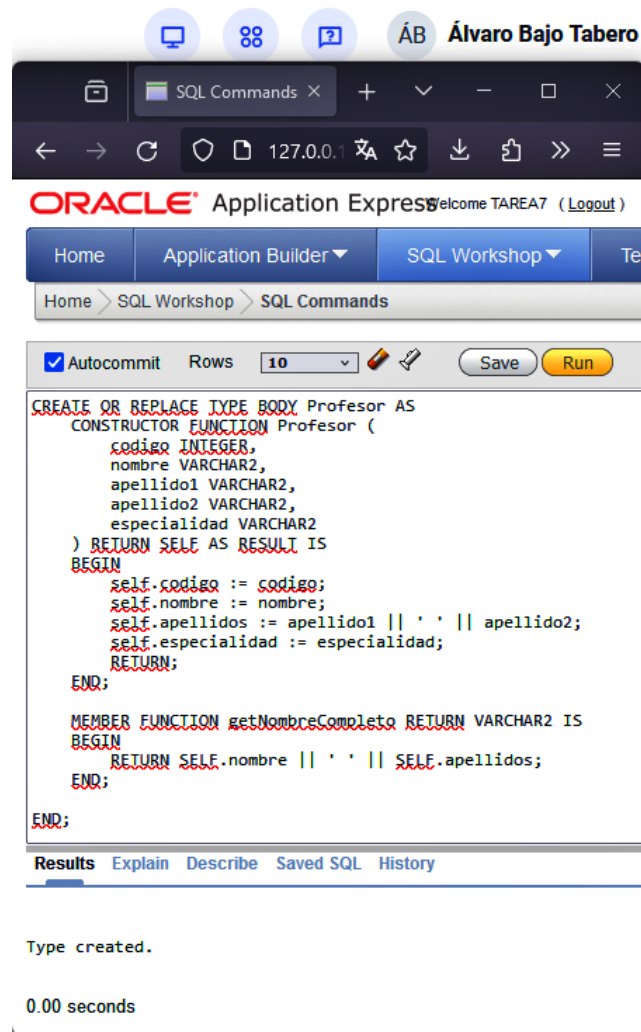 ÁB Álvaro Bajo Tabero
SQL Commands
127.0.0.1
ORACLE Application Express Welcome TAREA7 ( Logout )
Home Application Builder SQL Workshop Te
Home SQL Workshop SQL Commands
Autocommit Rows 10 Save Run
CREATE OR REPLACE TYPE BODY Profesor AS
CONSTRUCTOR FUNCTION Profesor (
codigo INTEGER,
nombre VARCHAR2,
apellido1 VARCHAR2,
apellido2 VARCHAR2,
especialidad VARCHAR2
) RETURN SELF AS RESULT IS
BEGIN
self.codigo := codigo;
self.nombre := nombre;
self.apellidos := apellido1 || ' ' || apellido2;
self.especialidad := especialidad;
RETURN;
END;
MEMBER FUNCTION getNombreCompleto RETURN VARCHAR2 IS
BEGIN
RETURN SELF.nombre || ' ' || SELF.apellidos;
END;
END;
Results Explain Describe Saved SQL History
Type created.
0.00 seconds